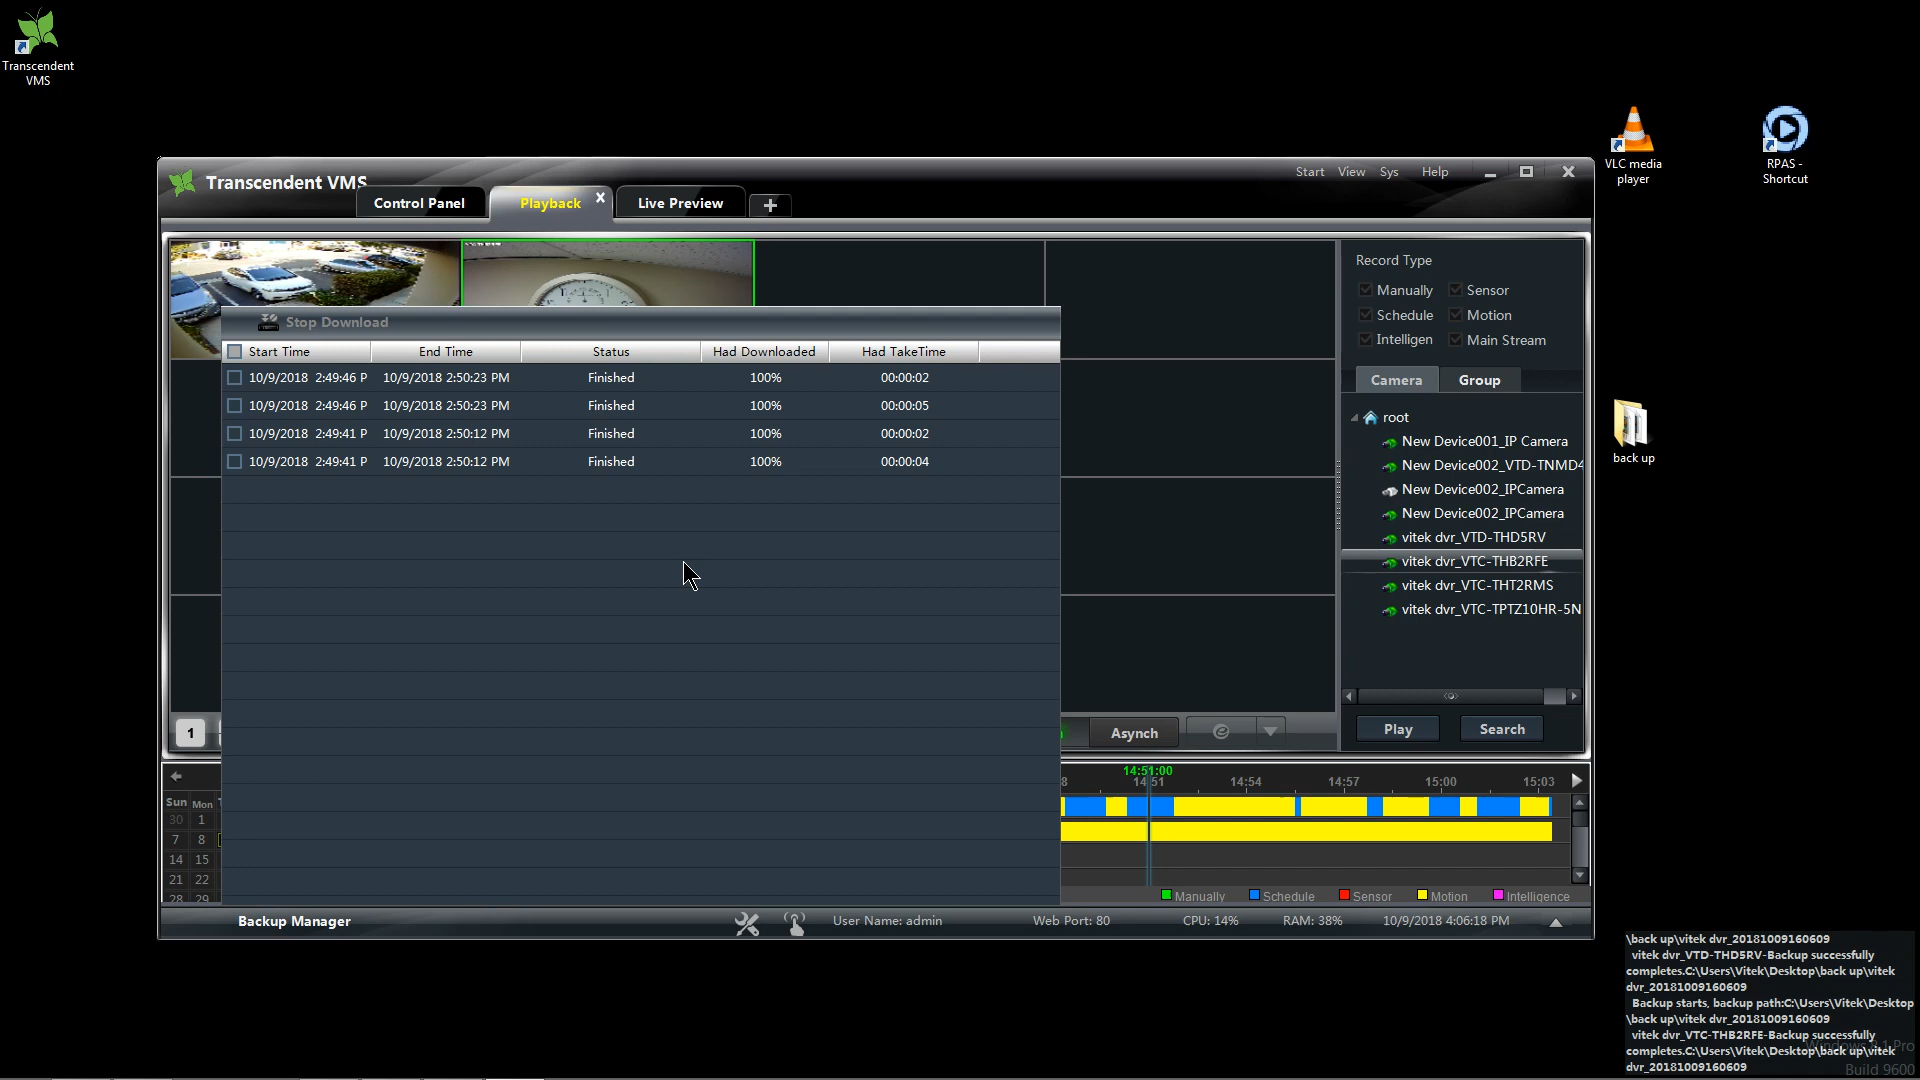 Transcendent
VMS
VLC media
player
RPAS -
Shortcut
back up
Transcendent VMS
Start View Sys Help
Control Panel
Playback x
Live Preview
+
Stop Download
Start Time End Time Status Had Downloaded Had TakeTime
10/9/2018 2:49:46 P 10/9/2018 2:50:23 PM Finished 100% 00:00:02
10/9/2018 2:49:46 P 10/9/2018 2:50:23 PM Finished 100% 00:00:05
10/9/2018 2:49:41 P 10/9/2018 2:50:12 PM Finished 100% 00:00:02
10/9/2018 2:49:41 P 10/9/2018 2:50:12 PM Finished 100% 00:00:04
Record Type
Manually Sensor
Schedule Motion
Intelligen Main Stream
Camera Group
root
New Device001_IP Camera
New Device002_VTD-TNMD4
New Device002_IPCamera
New Device002_IPCamera
vitek dvr_VTD-THD5RV
vitek dvr_VTC-THB2RFE
vitek dvr_VTC-THT2RMS
vitek dvr_VTC-TPTZ10HR-5N
Play Search
1
Asynch
14:51:00
8 14:51 14:54 14:57 15:00 15:03
Sun Mon
30 1
7 8
14 15
21 22
28 29
Manually Schedule Sensor Motion Intelligence
Backup Manager User Name: admin Web Port: 80 CPU: 14% RAM: 38% 10/9/2018 4:06:18 PM
\back up\vitek dvr_20181009160609
vitek dvr_VTD-THD5RV-Backup successfully
completes.C:\Users\Vitek\Desktop\back up\vitek
dvr_20181009160609
Backup starts, backup path:C:\Users\Vitek\Desktop
\back up\vitek dvr_20181009160609
vitek dvr_VTC-THB2RFE-Backup successfully
completes.C:\Users\Vitek\Desktop\back up\vitek
dvr_20181009160609
Windows 8.1 Pro
Build 9600